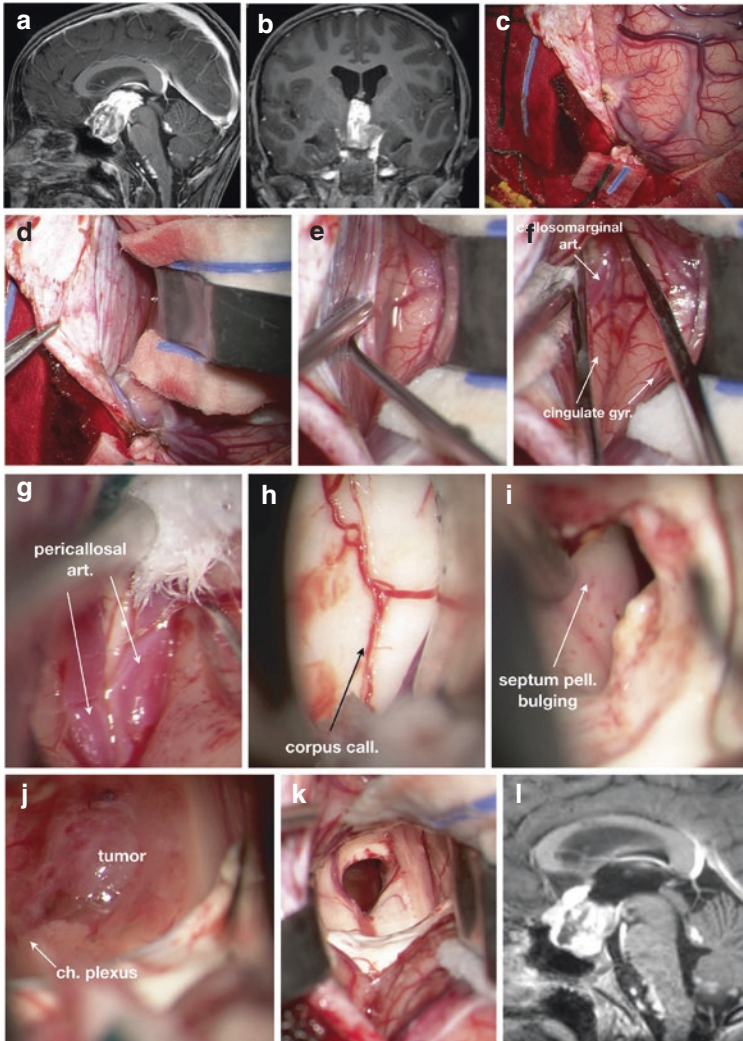 a
b
c
d
e
f
callosomarginal
art.
cingulate gyr.
g
pericallosal
art.
h
corpus call.
i
septum pell.
bulging
j
tumor
ch. plexus
k
l